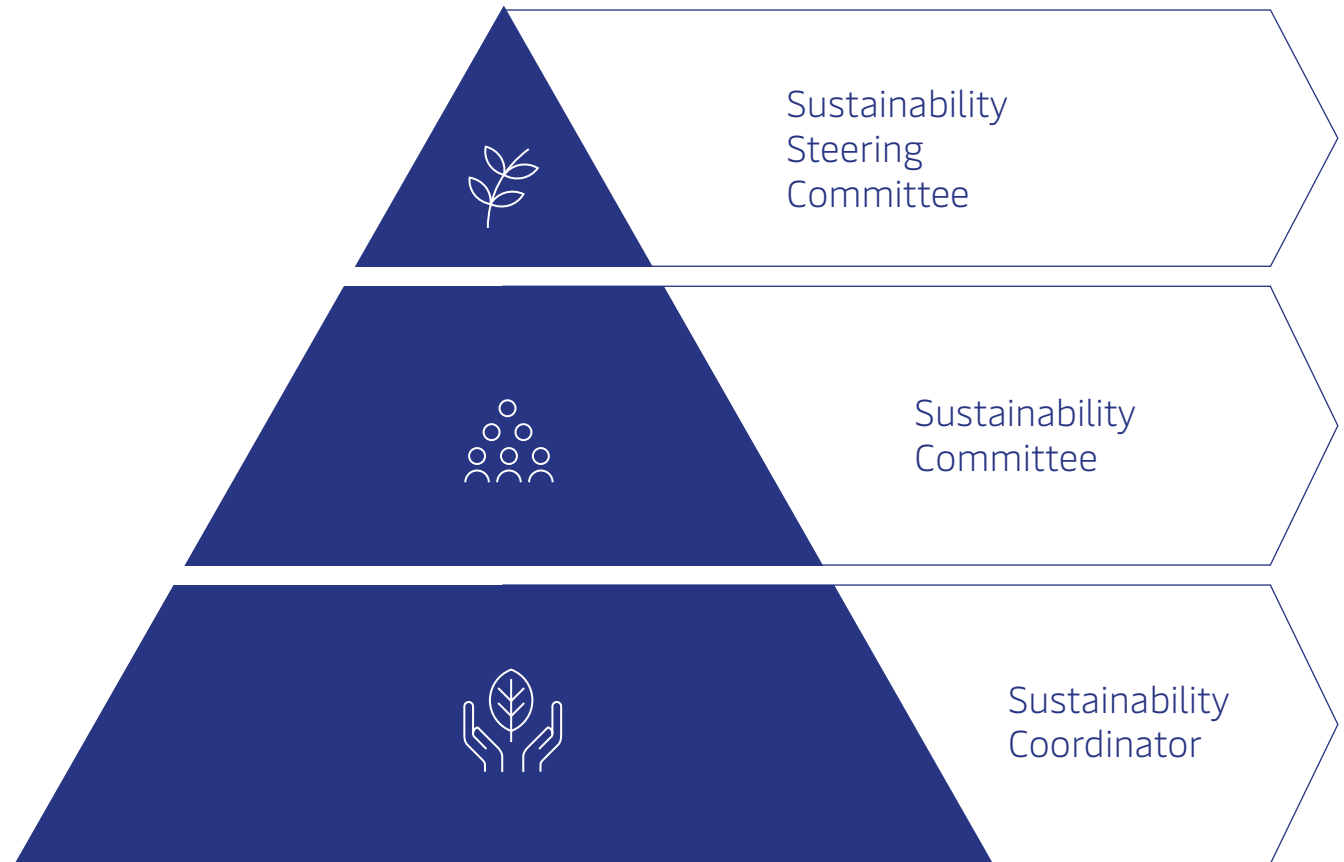 Sustainability
Steering
Committee
Sustainability
Committee
Sustainability
Coordinator